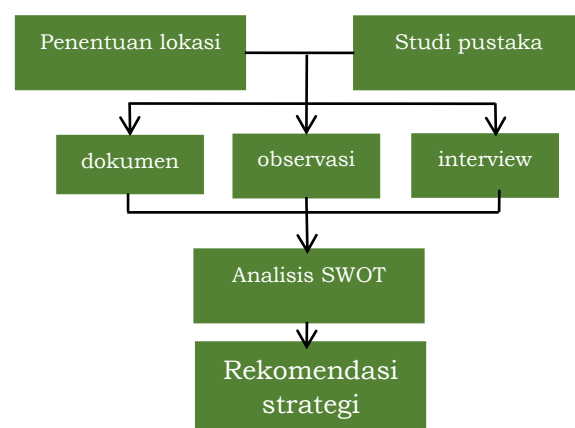 Penentuan lokasi
Studi pustaka
dokumen
observasi
interview
Analisis SWOT
Rekomendasi
strategi